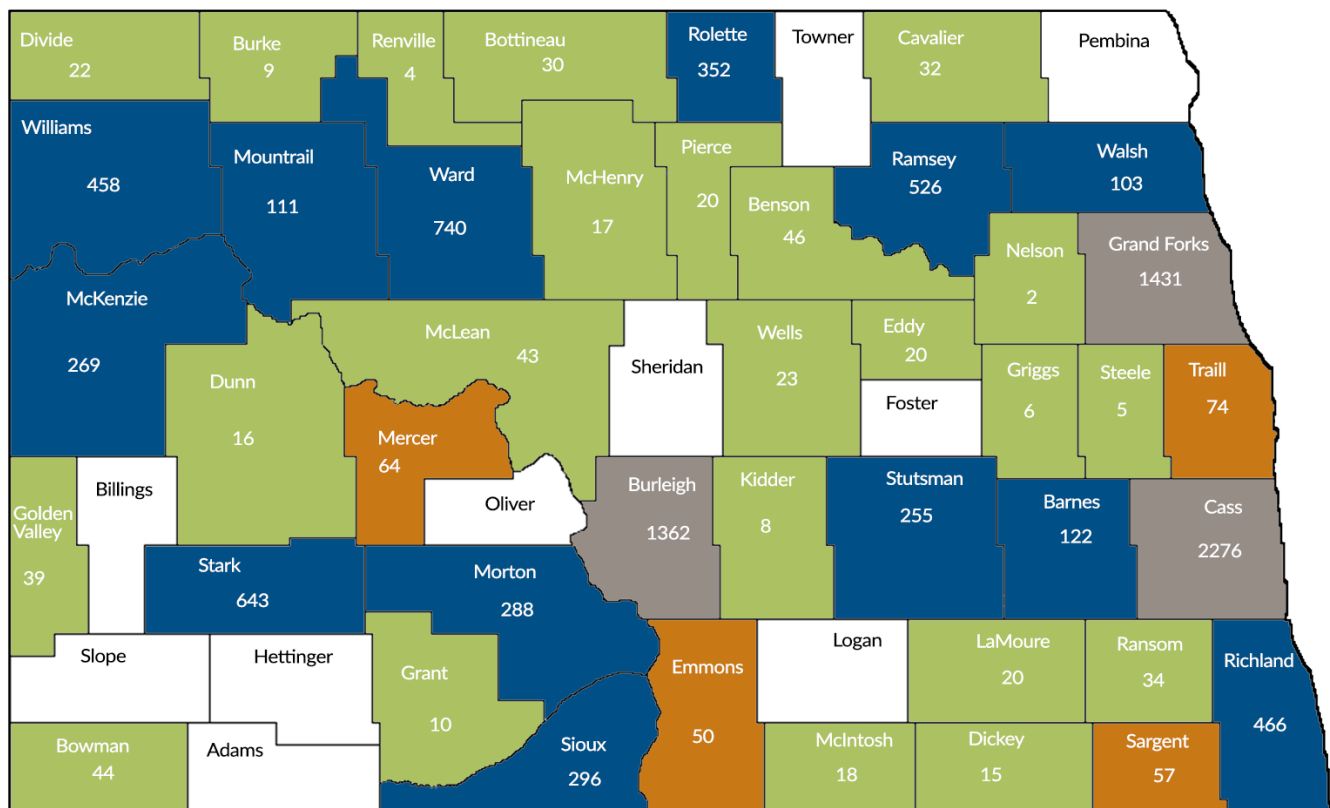 Divide
22
Burke
9
Renville
4
Bottineau
30
Rolette
352
Towner
Cavalier
32
Pembina
Williams
458
Mountrail
111
Ward
740
McHenry
17
Pierce
20
Benson
46
Ramsey
526
Walsh
103
Nelson
2
Grand Forks
1431
McKenzie
269
Dunn
16
McLean
43
Mercer
64
Sheridan
Wells
23
Eddy
20
Foster
Griggs
6
Steele
5
Traill
74
Golden
Valley
39
Billings
Oliver
Burleigh
1362
Kidder
8
Stutsman
255
Barnes
122
Cass
2276
Stark
643
Morton
288
Slope
Hettinger
Grant
10
Emmons
50
Logan
LaMoure
20
Ransom
34
Richland
466
Bowman
44
Adams
Sioux
296
McIntosh
18
Dickey
15
Sargent
57